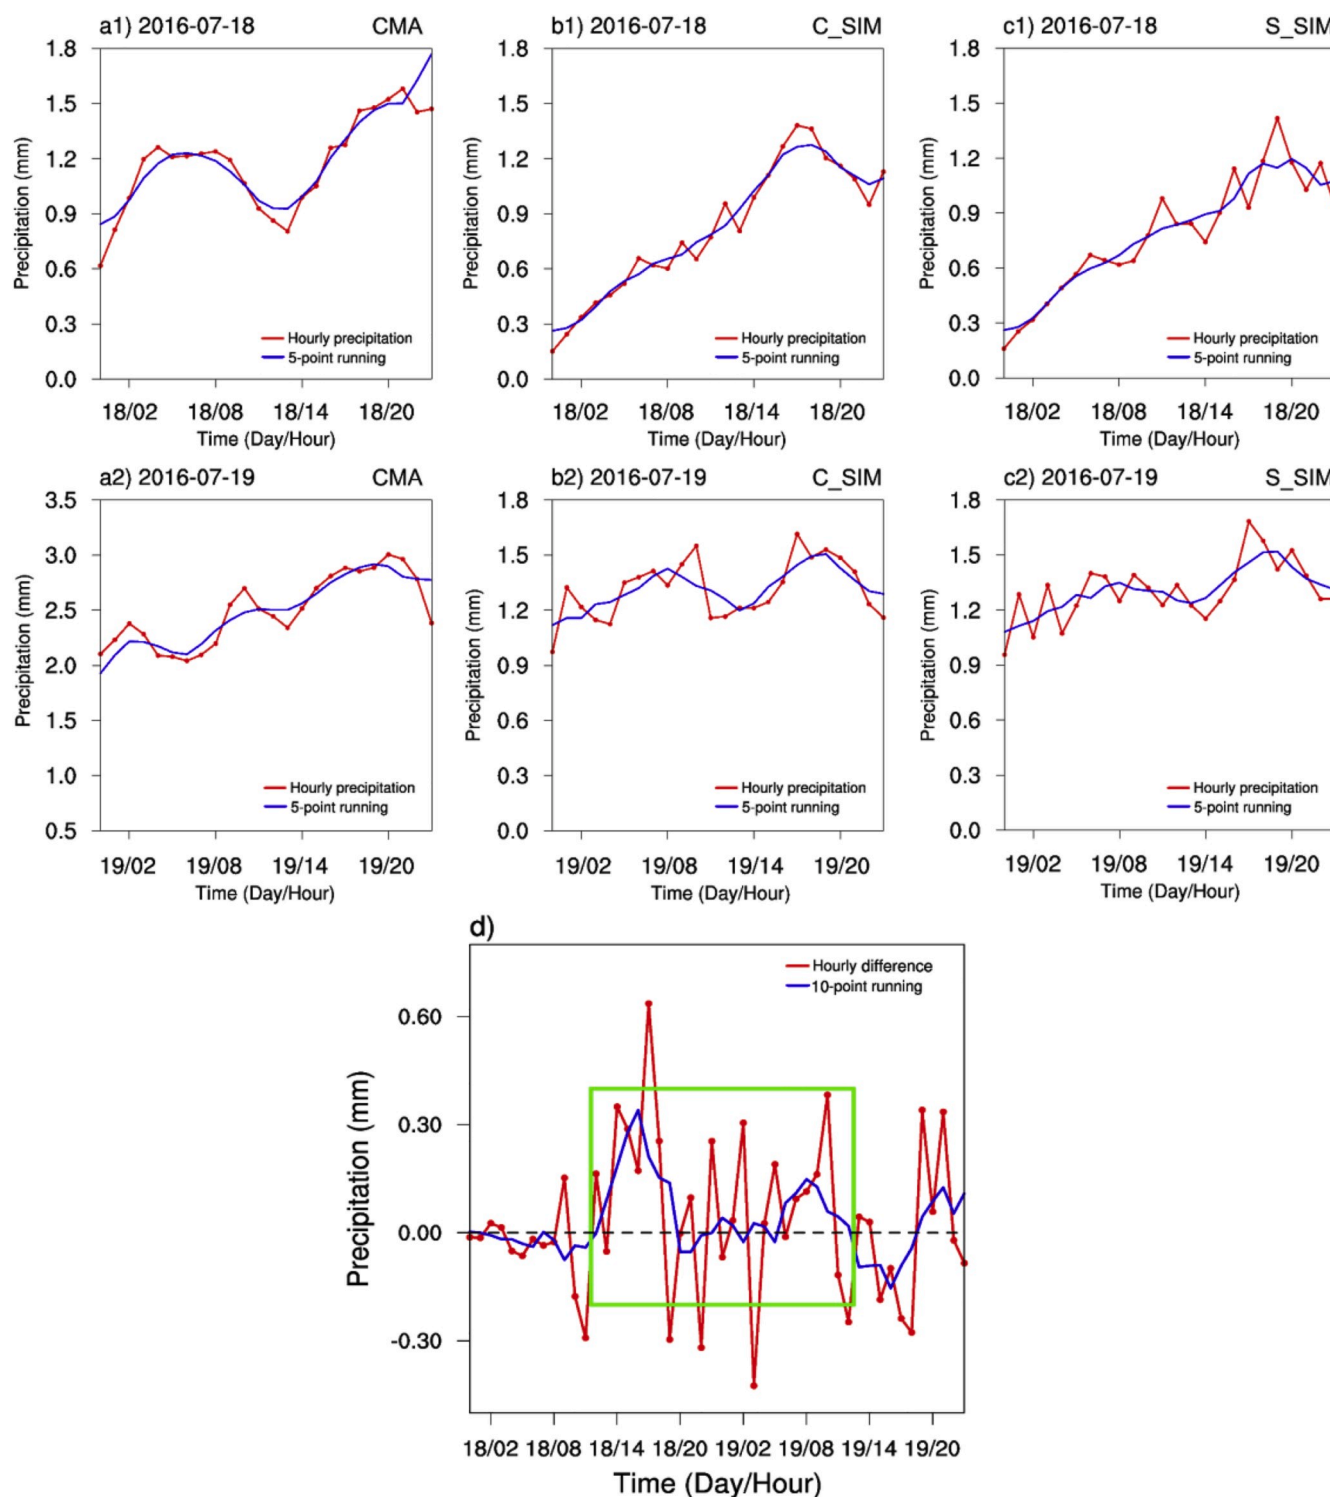 a1) 2016-07-18 CMA
1.8
1.5
1.2
0.9
0.6
0.3
0.0
Precipitation (mm)
Hourly precipitation
5-point running
18/02 18/08 18/14 18/20
Time (Day/Hour)
b1) 2016-07-18 C_SIM
1.8
1.5
1.2
0.9
0.6
0.3
0.0
Precipitation (mm)
Hourly precipitation
5-point running
18/02 18/08 18/14 18/20
Time (Day/Hour)
c1) 2016-07-18 S_SIM
1.8
1.5
1.2
0.9
0.6
0.3
0.0
Precipitation (mm)
Hourly precipitation
5-point running
18/02 18/08 18/14 18/20
Time (Day/Hour)
a2) 2016-07-19 CMA
3.5
3.0
2.5
2.0
1.5
1.0
0.5
Precipitation (mm)
Hourly precipitation
5-point running
19/02 19/08 19/14 19/20
Time (Day/Hour)
b2) 2016-07-19 C_SIM
1.8
1.5
1.2
0.9
0.6
0.3
0.0
Precipitation (mm)
Hourly precipitation
5-point running
19/02 19/08 19/14 19/20
Time (Day/Hour)
c2) 2016-07-19 S_SIM
1.8
1.5
1.2
0.9
0.6
0.3
0.0
Precipitation (mm)
Hourly precipitation
5-point running
19/02 19/08 19/14 19/20
Time (Day/Hour)
d)
Hourly difference
10-point running
0.60
0.30
0.00
-0.30
Precipitation (mm)
18/02 18/08 18/14 18/20 19/02 19/08 19/14 19/20
Time (Day/Hour)